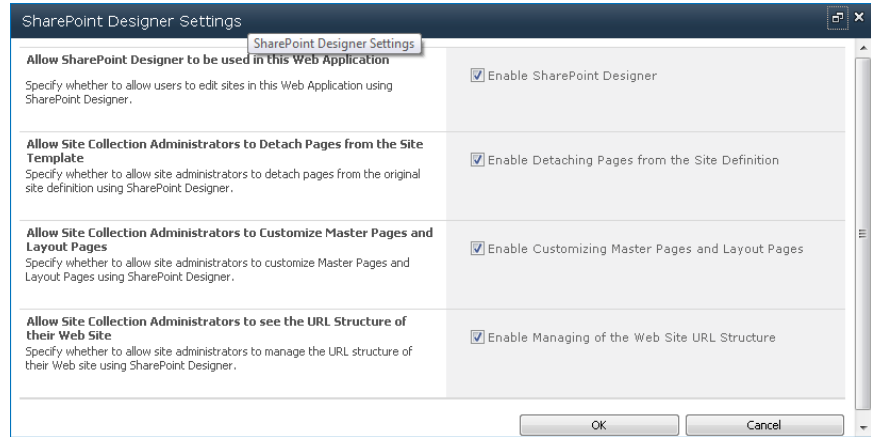 SharePoint Designer Settings
SharePoint Designer Settings
Allow SharePoint Designer to be used in this Web Application
Specify whether to allow users to edit sites in this Web Application using
SharePoint Designer.
Enable SharePoint Designer
Allow Site Collection Administrators to Detach Pages from the Site
Template
Specify whether to allow site administrators to detach pages from the original
site definition using SharePoint Designer.
Enable Detaching Pages from the Site Definition
Allow Site Collection Administrators to Customize Master Pages and
Layout Pages
Specify whether to allow site administrators to customize Master Pages and
Layout Pages using SharePoint Designer.
Enable Customizing Master Pages and Layout Pages
Allow Site Collection Administrators to see the URL Structure of
their Web Site
Specify whether to allow site administrators to manage the URL structure of
their Web site using SharePoint Designer.
Enable Managing of the Web Site URL Structure
OK
Cancel